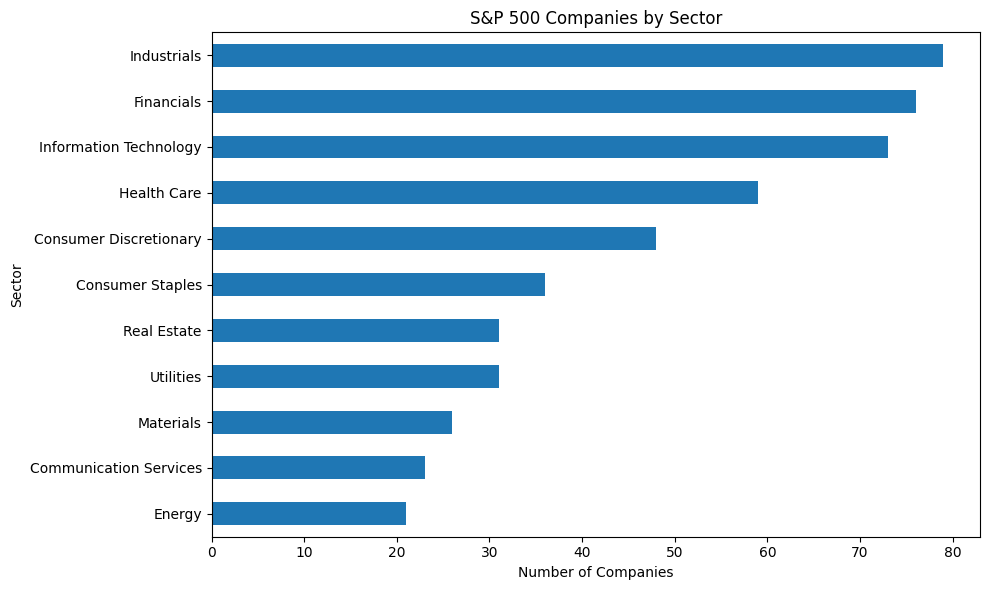 S&P 500 Companies by Sector
Sector
Industrials
Financials
Information Technology
Health Care
Consumer Discretionary
Consumer Staples
Real Estate
Utilities
Materials
Communication Services
Energy
0 10 20 30 40 50 60 70 80
Number of Companies